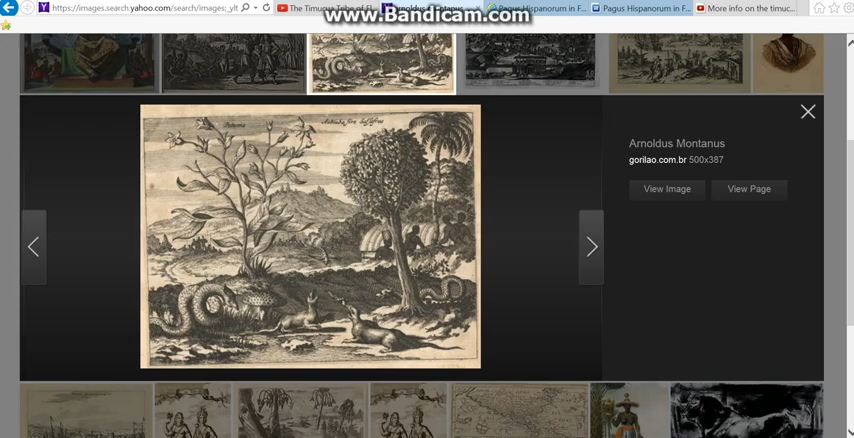 www.Bandicam.com
https://images.search.yahoo.com/search/images;_ylt
The Timucua Tribe of Fl...
Pagus Hispanorum in F...
Pagus Hispanorum in F...
More info on the timuc...
Arnoldus Montanus
gorilao.com.br 500x387
View Image
View Page